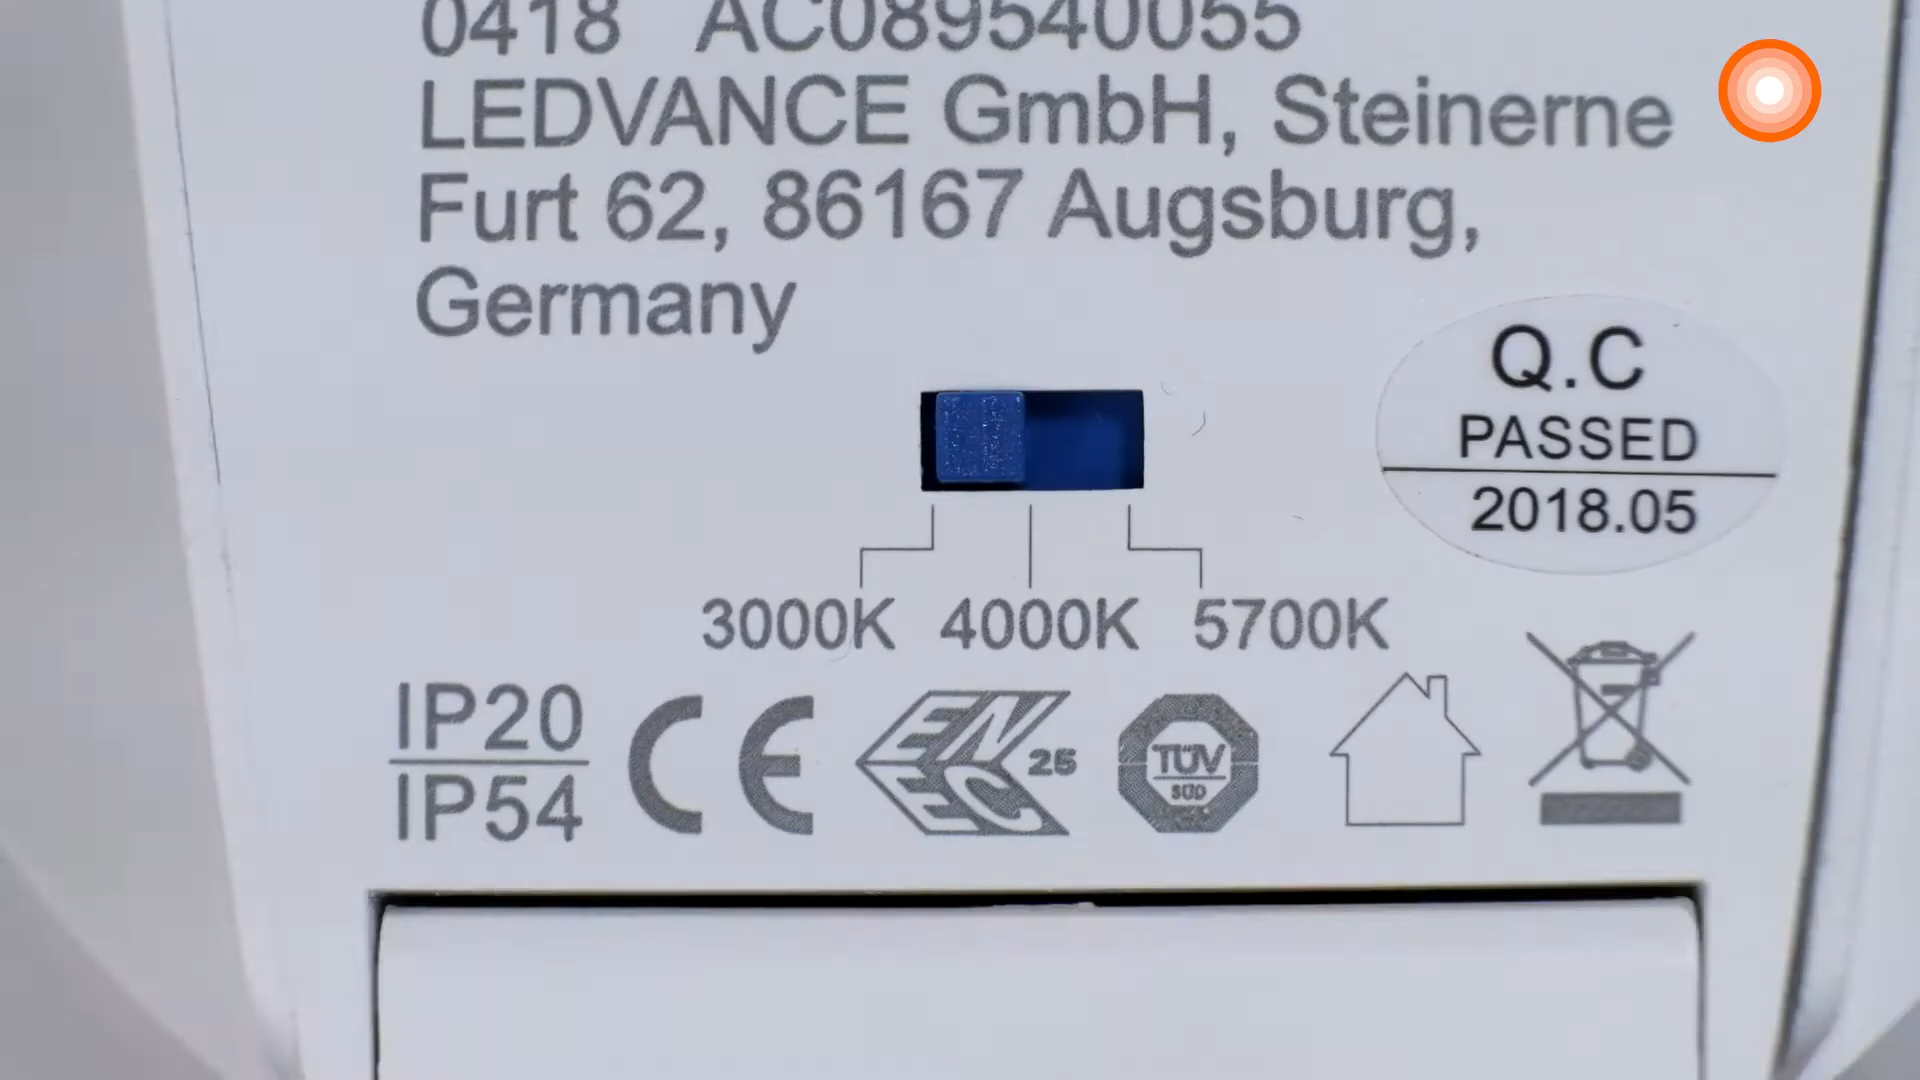 0418 AC089540055
LEDVANCE GmbH, Steinerne
Furt 62, 86167 Augsburg,
Germany
Q.C
PASSED
2018.05
3000K 4000K 5700K
IP20
IP54
CE
ENEC 25
TÜV
SÜD